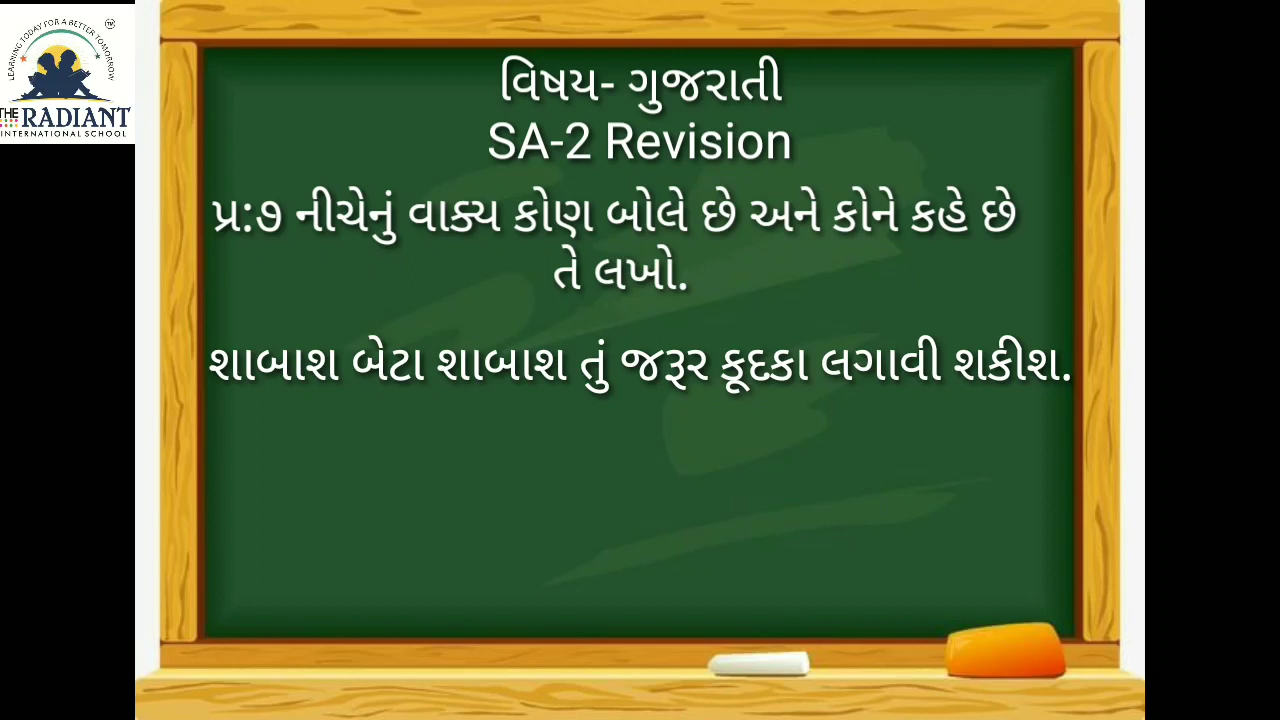 LEARNING TODAY FOR A BETTER TOMORROW
THE RADIANT
INTERNATIONAL SCHOOL
વિષય- ગુજરાતી
SA-2 Revision
પ્ર:૭ નીચેનું વાક્ય કોણ બોલે છે અને કોને કહે છે
તે લખો.
શાબાશ બેટા શાબાશ તું જરૂર કૂદકા લગાવી શકીશ.